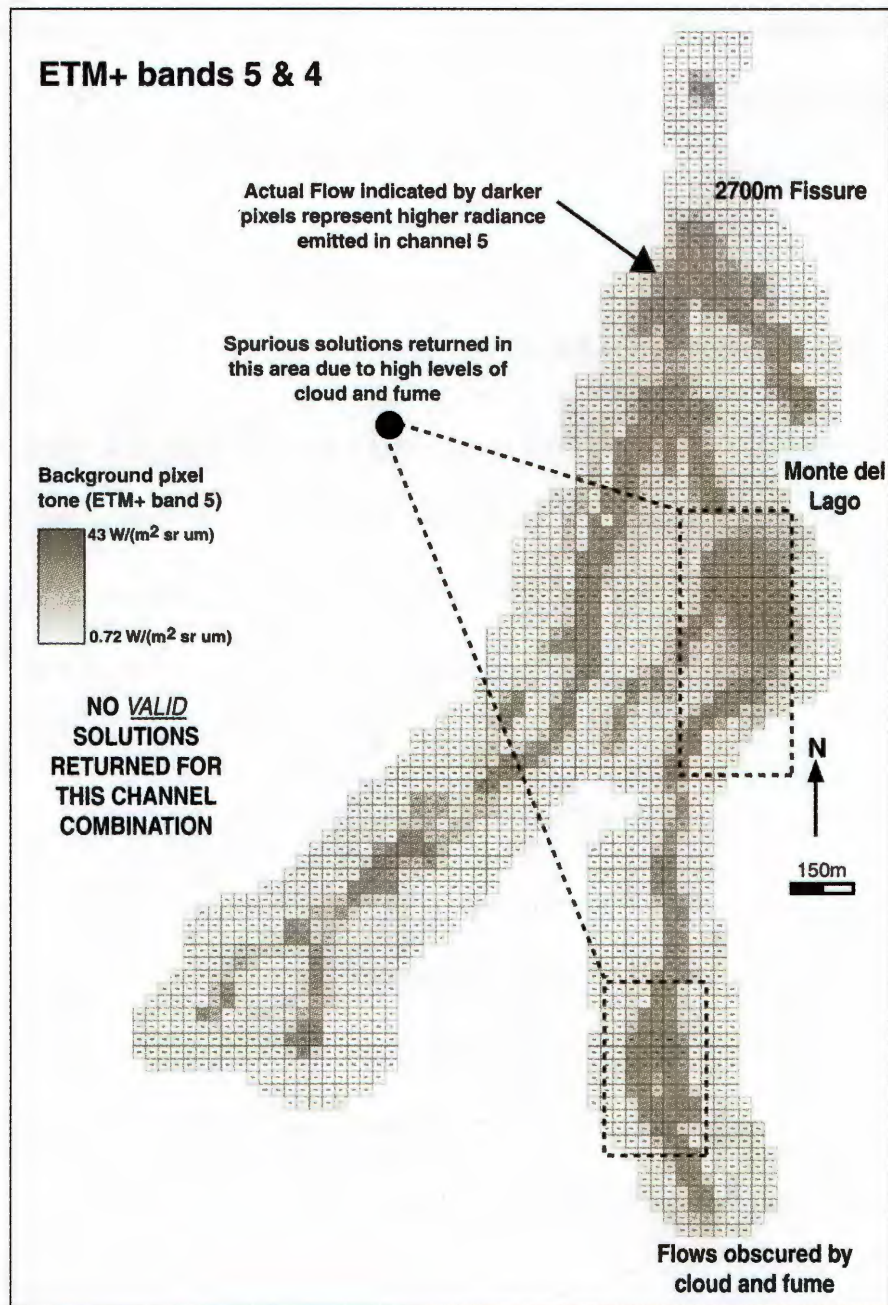 ETM+ bands 5 & 4
Actual Flow indicated by darker
pixels represent higher radiance
emitted in channel 5
2700m Fissure
Spurious solutions returned in
this area due to high levels of
cloud and fume
Background pixel
tone (ETM+ band 5)
43 W/(m² sr um)
0.72 W/(m² sr um)
Monte del
Lago
NO VALID
SOLUTIONS
RETURNED FOR
THIS CHANNEL
COMBINATION
N
150m
Flows obscured by
cloud and fume